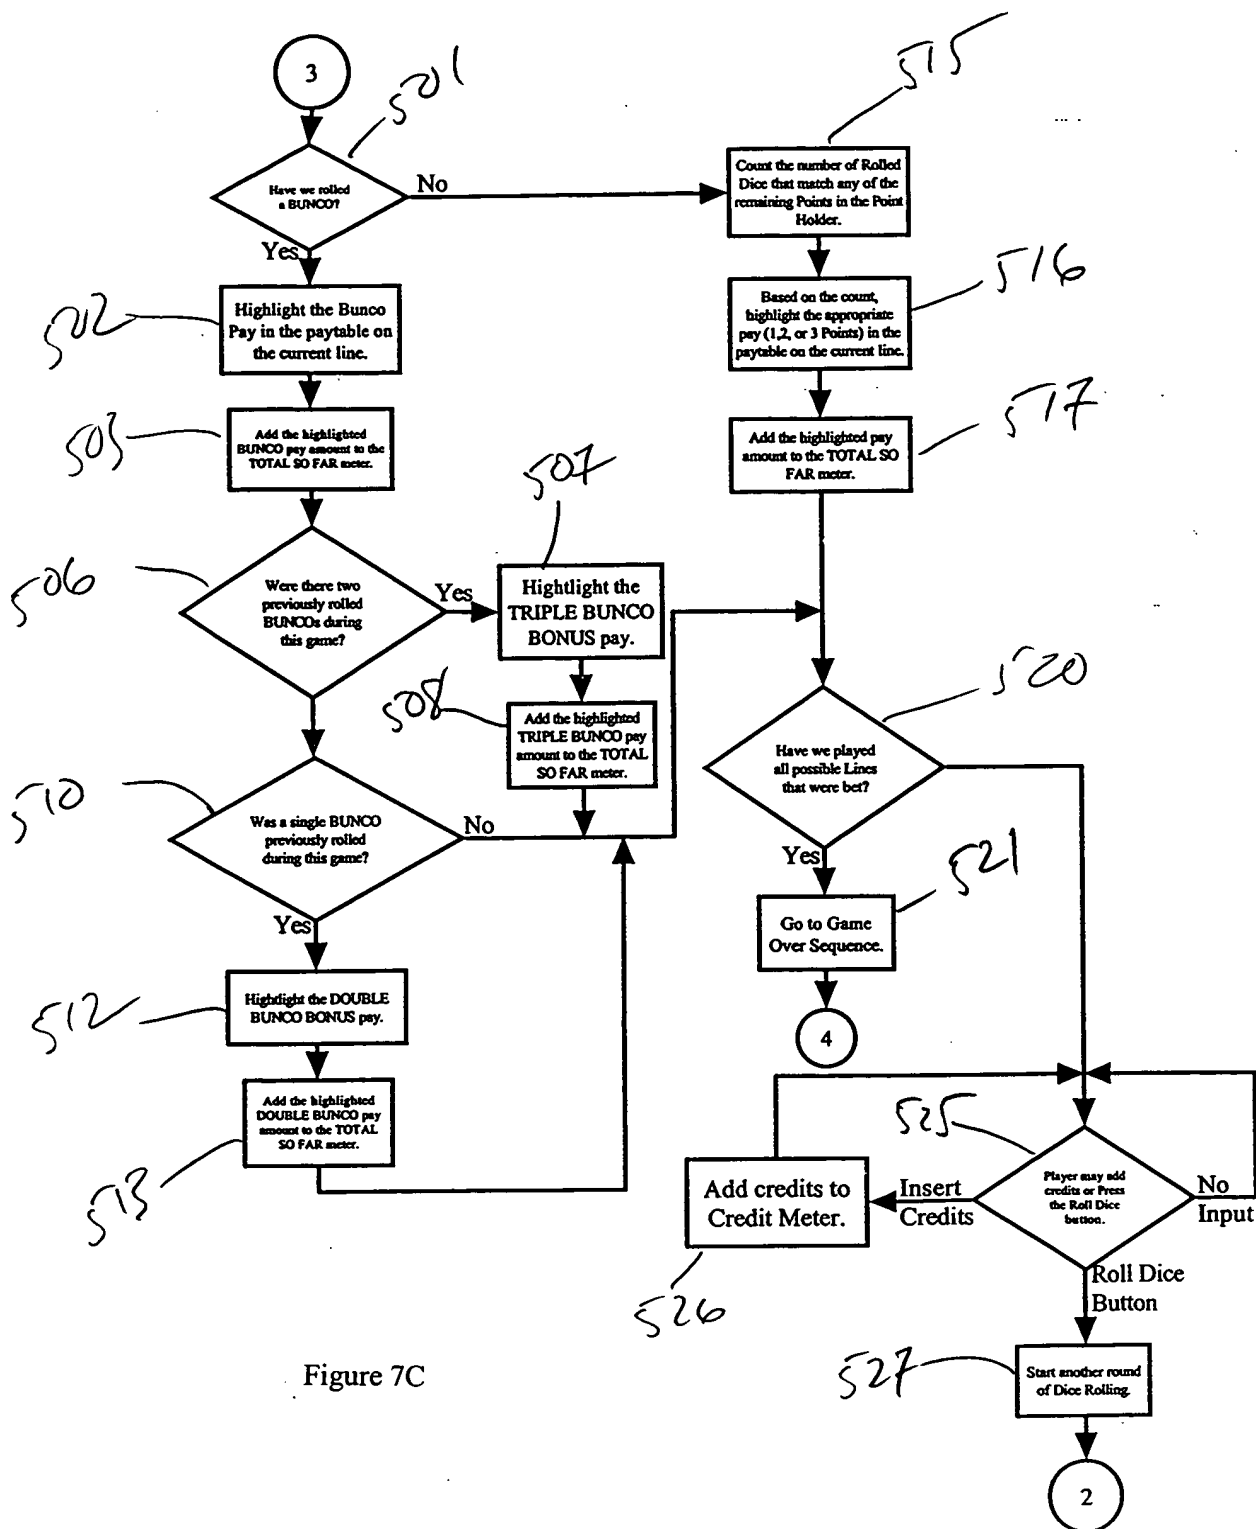 3
501
Have we rolled
a BUNCO?
No
Yes
502
Highlight the Bunco
Pay in the paytable on
the current line.
503
Add the highlighted
BUNCO pay amount to the
TOTAL SO FAR meter.
506
Were there two
previously rolled
BUNCOs during
this game?
Yes
507
Hightlight the
TRIPLE BUNCO
BONUS pay.
508
Add the highlighted
TRIPLE BUNCO pay
amount to the TOTAL
SO FAR meter.
510
Was a single BUNCO
previously rolled
during this game?
No
Yes
512
Hightlight the DOUBLE
BUNCO BONUS pay.
513
Add the highlighted
DOUBLE BUNCO pay
amount to the TOTAL
SO FAR meter.
515
Count the number of Rolled
Dice that match any of the
remaining Points in the Point
Holder.
516
Based on the count,
highlight the appropriate
pay (1,2, or 3 Points) in the
paytable on the current line.
517
Add the highlighted pay
amount to the TOTAL SO
FAR meter.
520
Have we played
all possible Lines
that were bet?
Yes
521
Go to Game
Over Sequence.
4
525
Player may add
credits or Press
the Roll Dice
button.
No
Input
Insert
Credits
Add credits to
Credit Meter.
526
Roll Dice
Button
527
Start another round
of Dice Rolling.
2
Figure 7C